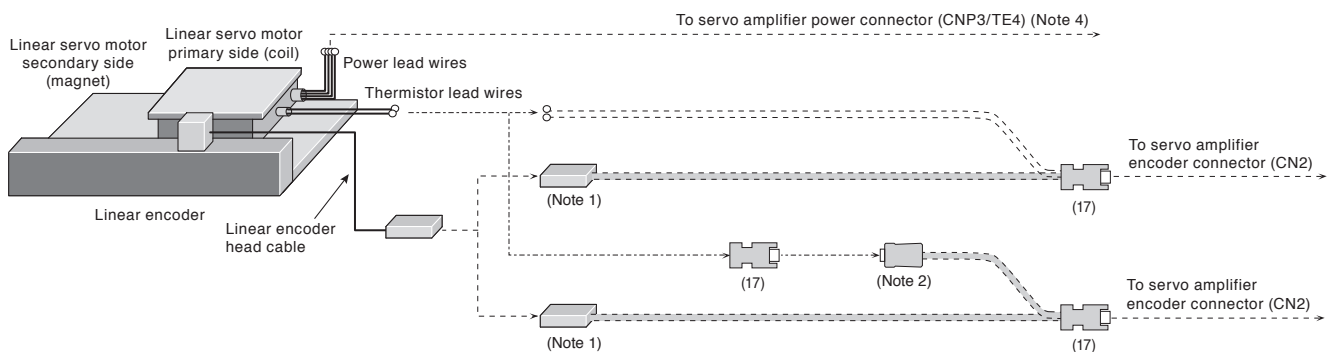 To servo amplifier power connector (CNP3/TE4) (Note 4)
Linear servo motor
secondary side
(magnet)
Linear servo motor
primary side (coil)
Power lead wires
Thermistor lead wires
To servo amplifier
encoder connector (CN2)
(Note 1)
(17)
Linear encoder
Linear encoder
head cable
(17)
(Note 2)
To servo amplifier
encoder connector (CN2)
(Note 1)
(17)